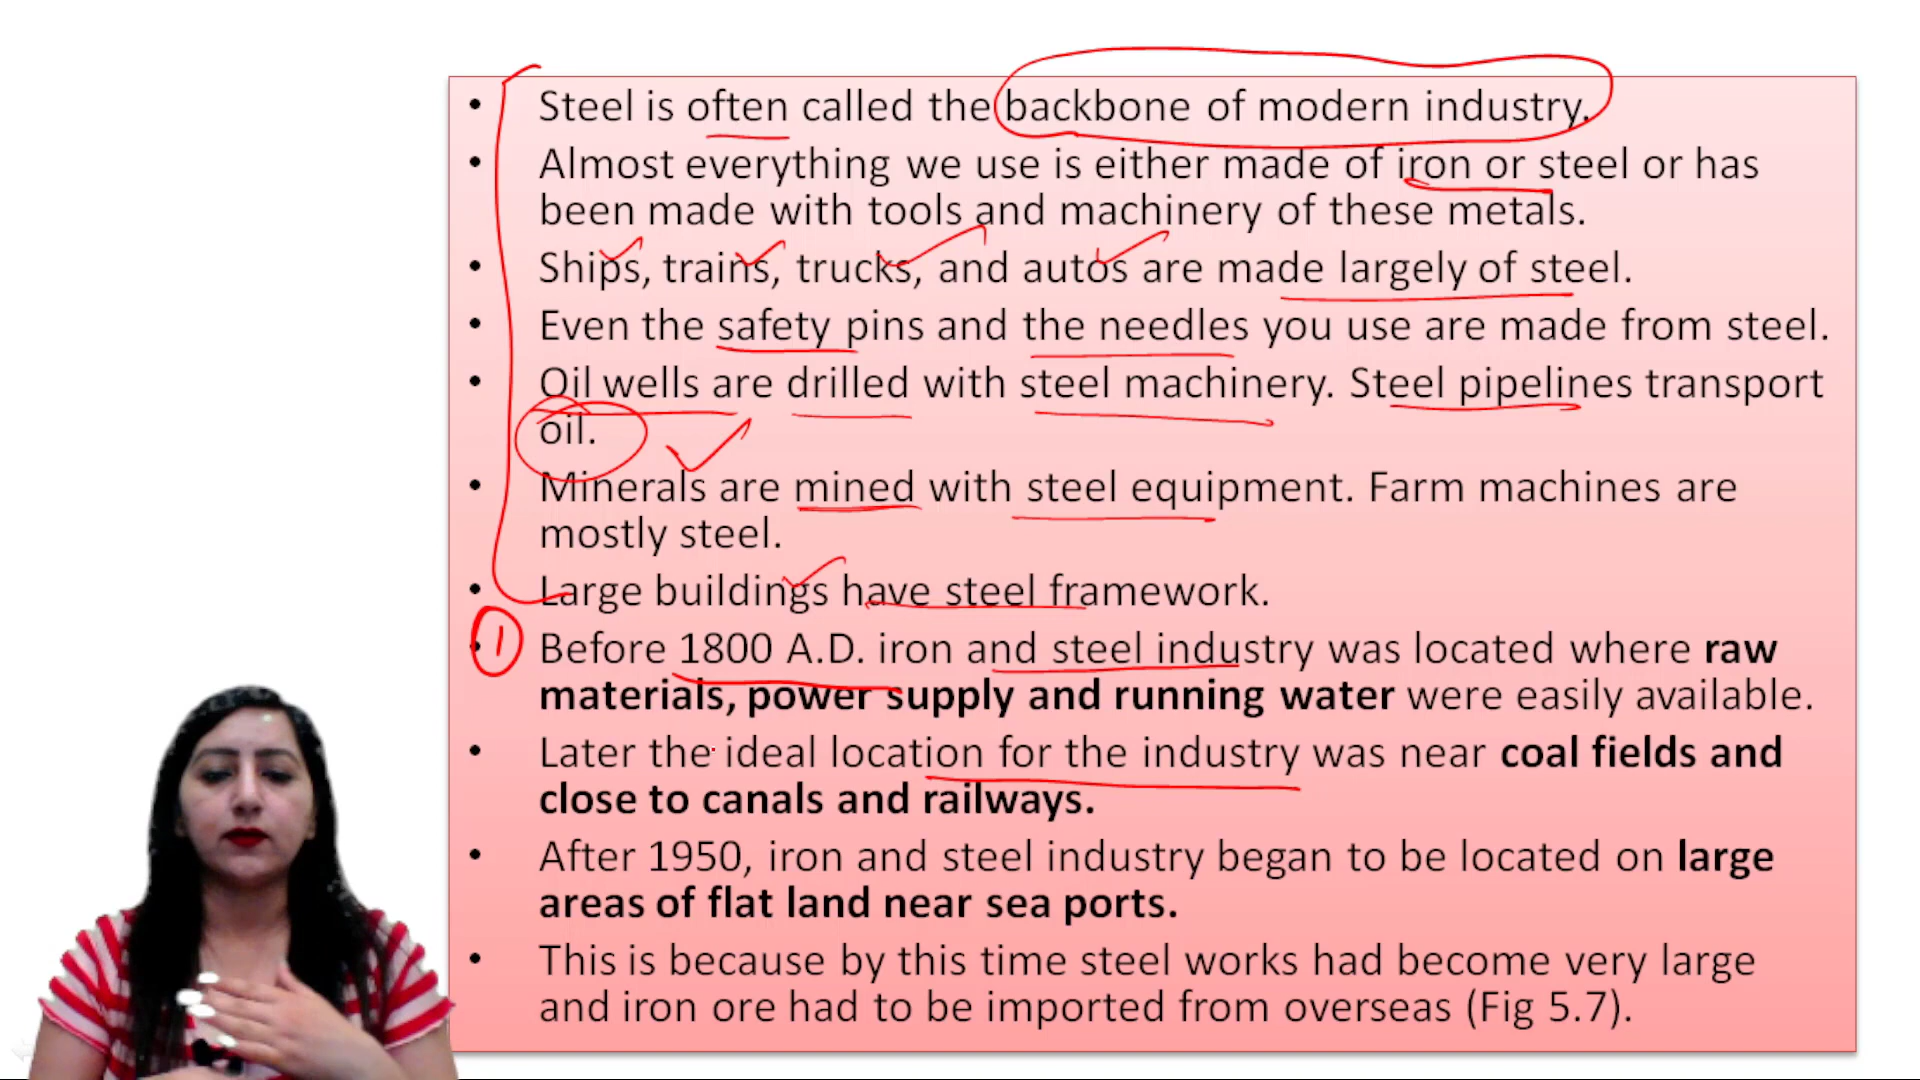 • Steel is often called the backbone of modern industry.
• Almost everything we use is either made of iron or steel or has
been made with tools and machinery of these metals.
• Ships, trains, trucks, and autos are made largely of steel.
• Even the safety pins and the needles you use are made from steel.
• Oil wells are drilled with steel machinery. Steel pipelines transport
oil.
• Minerals are mined with steel equipment. Farm machines are
mostly steel.
• Large buildings have steel framework.
1
• Before 1800 A.D. iron and steel industry was located where raw
materials, power supply and running water were easily available.
• Later the ideal location for the industry was near coal fields and
close to canals and railways.
• After 1950, iron and steel industry began to be located on large
areas of flat land near sea ports.
• This is because by this time steel works had become very large
and iron ore had to be imported from overseas (Fig 5.7).